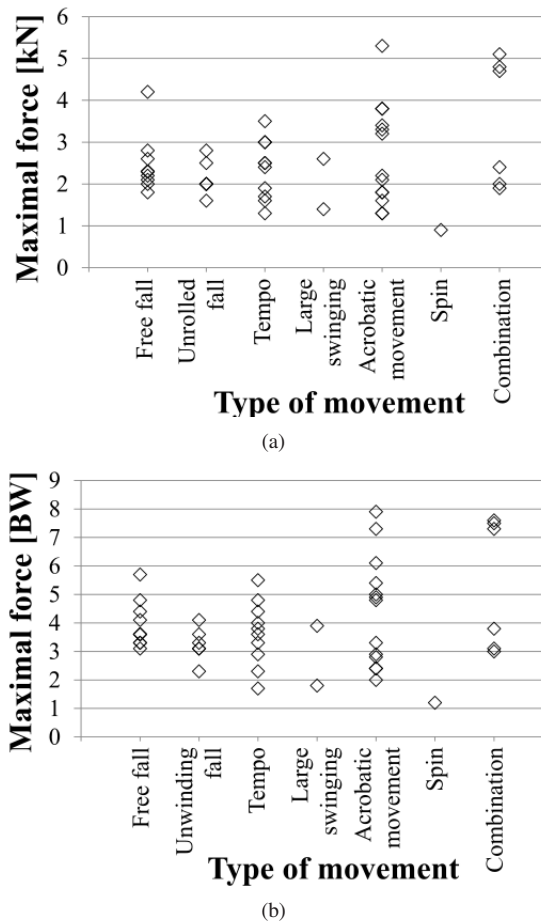 Maximal force [kN]
6
5
4
3
2
1
0
Free fall
Unrolled
fall
Tempo
Large
swinging
Acrobatic
movement
Spin
Combination
Type of movement
(a)
Maximal force [BW]
9
8
7
6
5
4
3
2
1
0
Free fall
Unwinding
fall
Tempo
Large
swinging
Acrobatic
movement
Spin
Combination
Type of movement
(b)